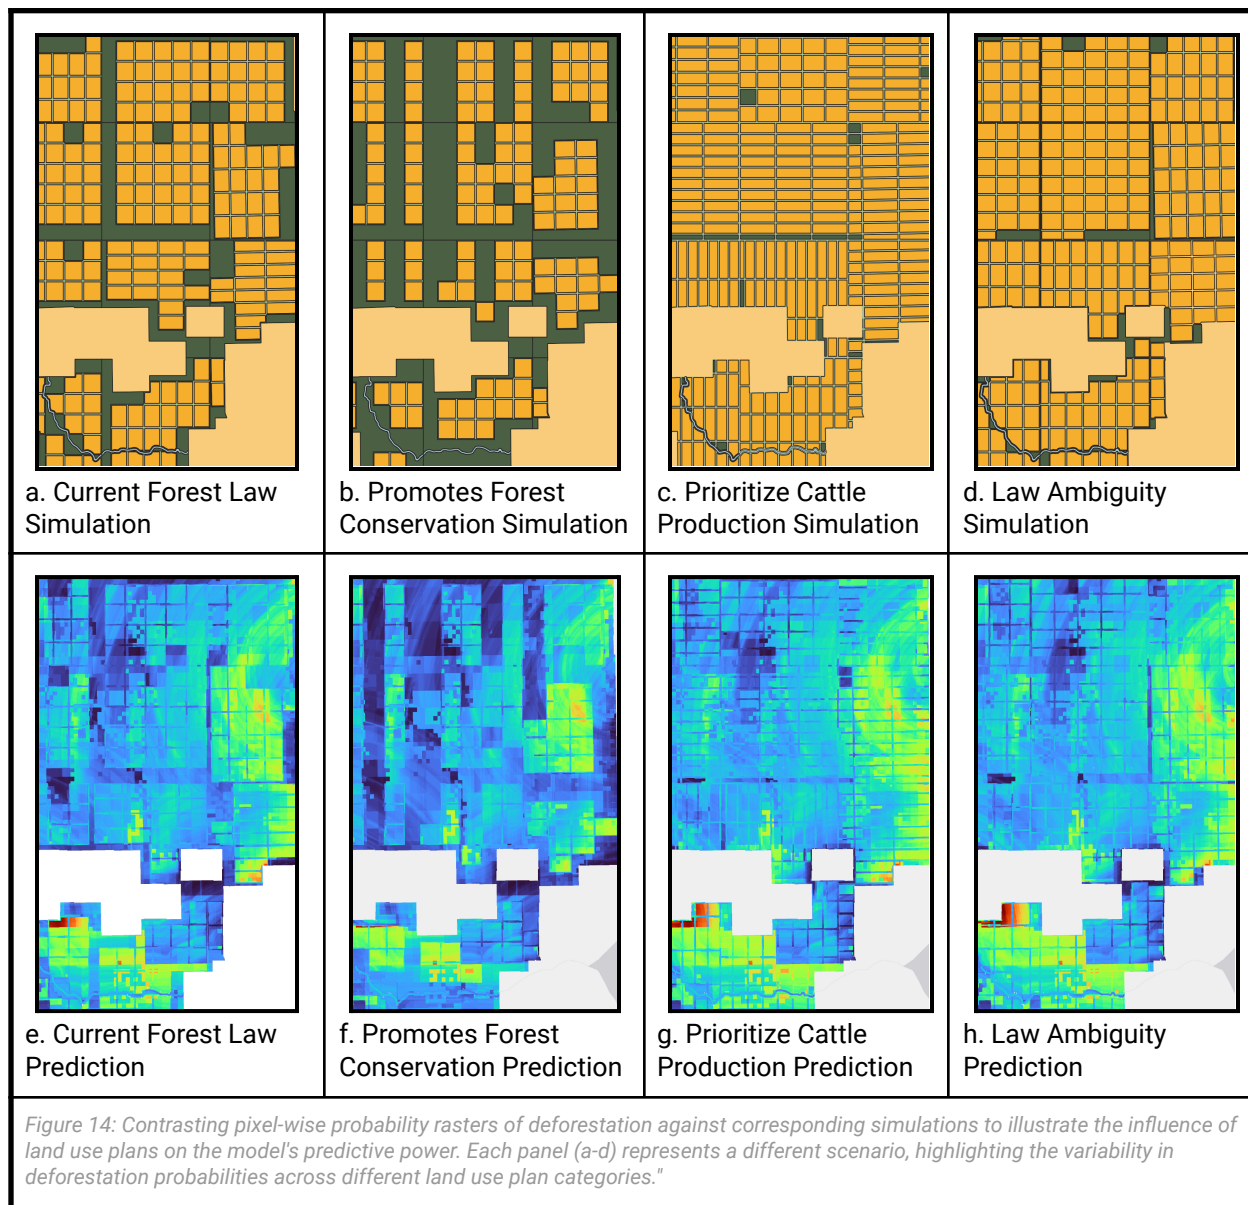 a. Current Forest Law
Simulation
b. Promotes Forest
Conservation Simulation
c. Prioritize Cattle
Production Simulation
d. Law Ambiguity
Simulation
e. Current Forest Law
Prediction
f. Promotes Forest
Conservation Prediction
g. Prioritize Cattle
Production Prediction
h. Law Ambiguity
Prediction
Figure 14: Contrasting pixel-wise probability rasters of deforestation against corresponding simulations to illustrate the influence of
land use plans on the model's predictive power. Each panel (a-d) represents a different scenario, highlighting the variability in
deforestation probabilities across different land use plan categories."